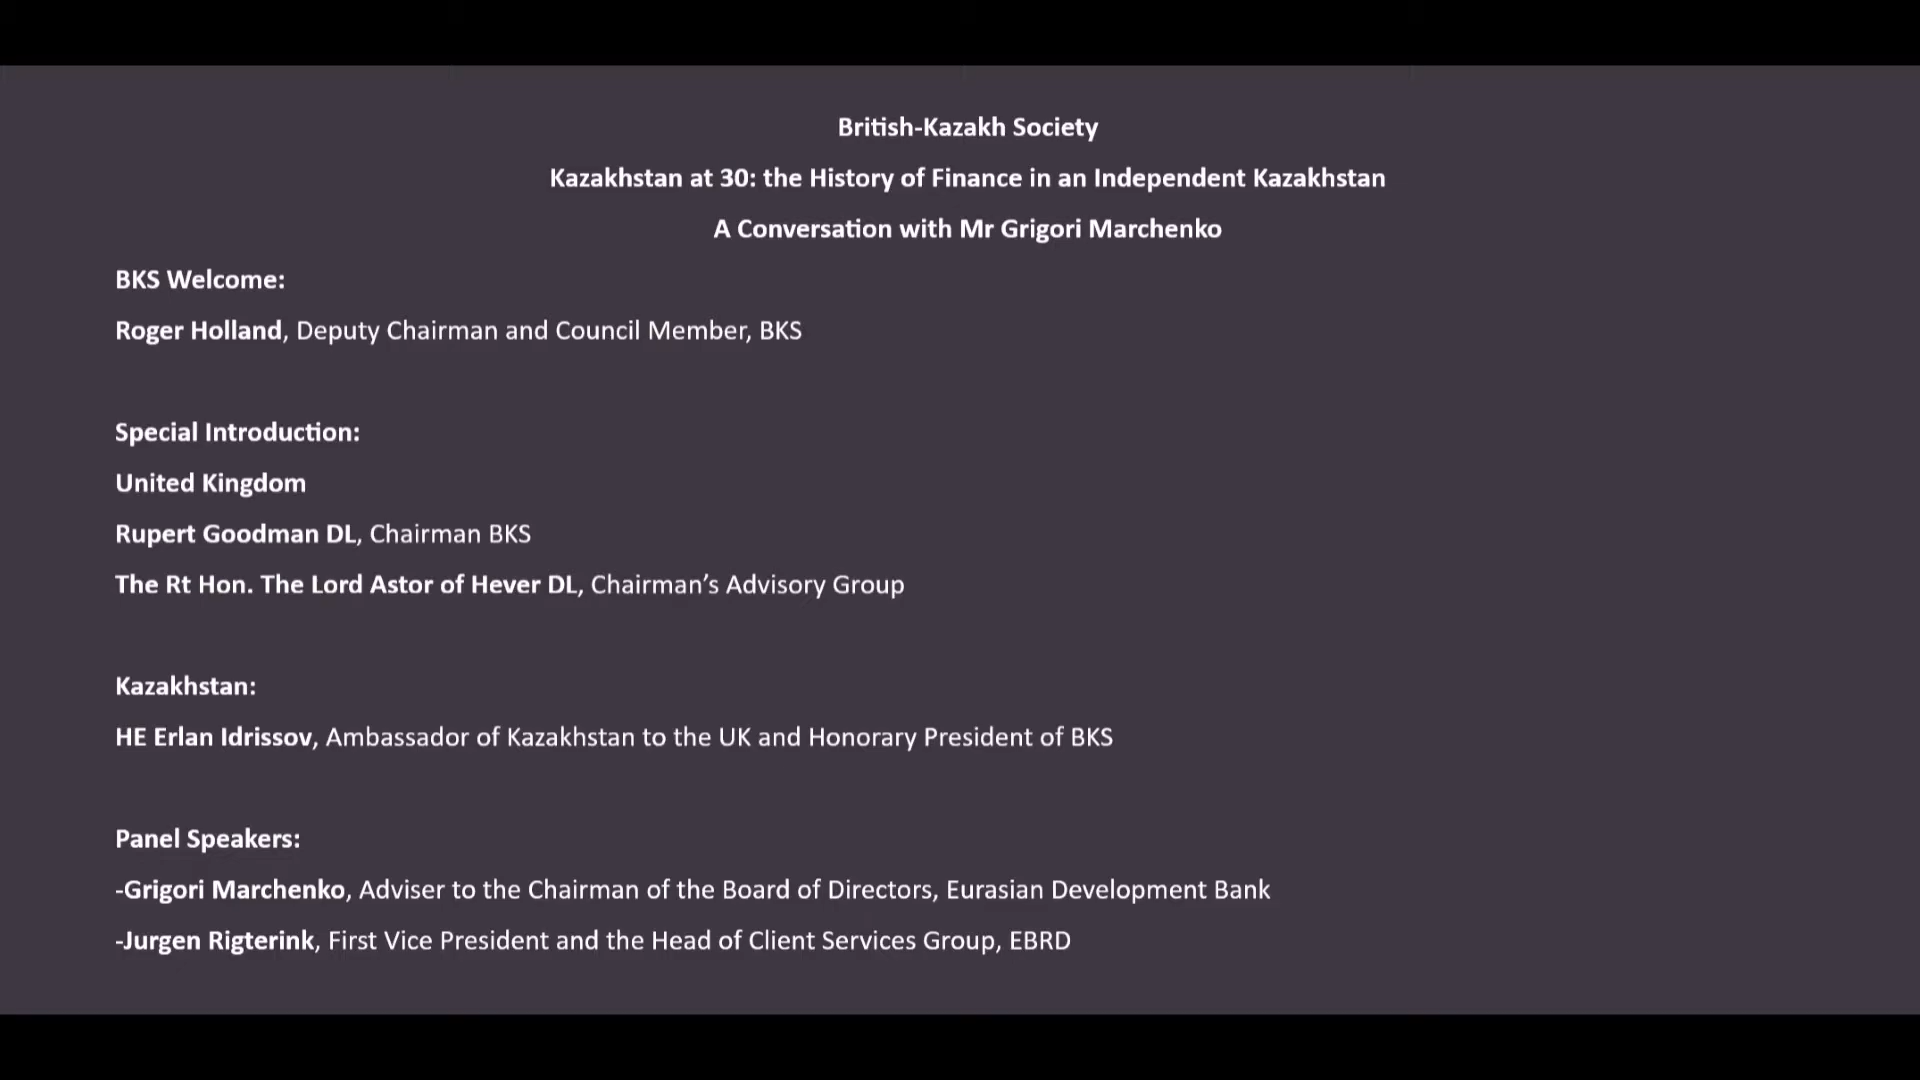 British-Kazakh Society
Kazakhstan at 30: the History of Finance in an Independent Kazakhstan
A Conversation with Mr Grigori Marchenko
BKS Welcome:
Roger Holland, Deputy Chairman and Council Member, BKS
Special Introduction:
United Kingdom
Rupert Goodman DL, Chairman BKS
The Rt Hon. The Lord Astor of Hever DL, Chairman’s Advisory Group
Kazakhstan:
HE Erlan Idrissov, Ambassador of Kazakhstan to the UK and Honorary President of BKS
Panel Speakers:
-Grigori Marchenko, Adviser to the Chairman of the Board of Directors, Eurasian Development Bank
-Jurgen Rigterink, First Vice President and the Head of Client Services Group, EBRD